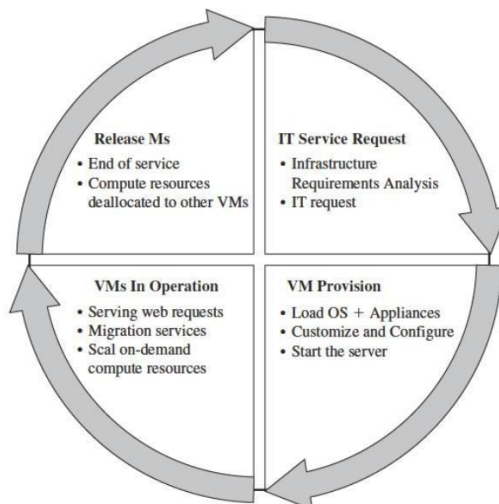 Release Ms
• End of service
• Compute resources
deallocated to other VMs
IT Service Request
• Infrastructure
Requirements Analysis
• IT request
VMs In Operation
• Serving web requests
• Migration services
• Scal on-demand
compute resources
VM Provision
• Load OS + Appliances
• Customize and Configure
• Start the server